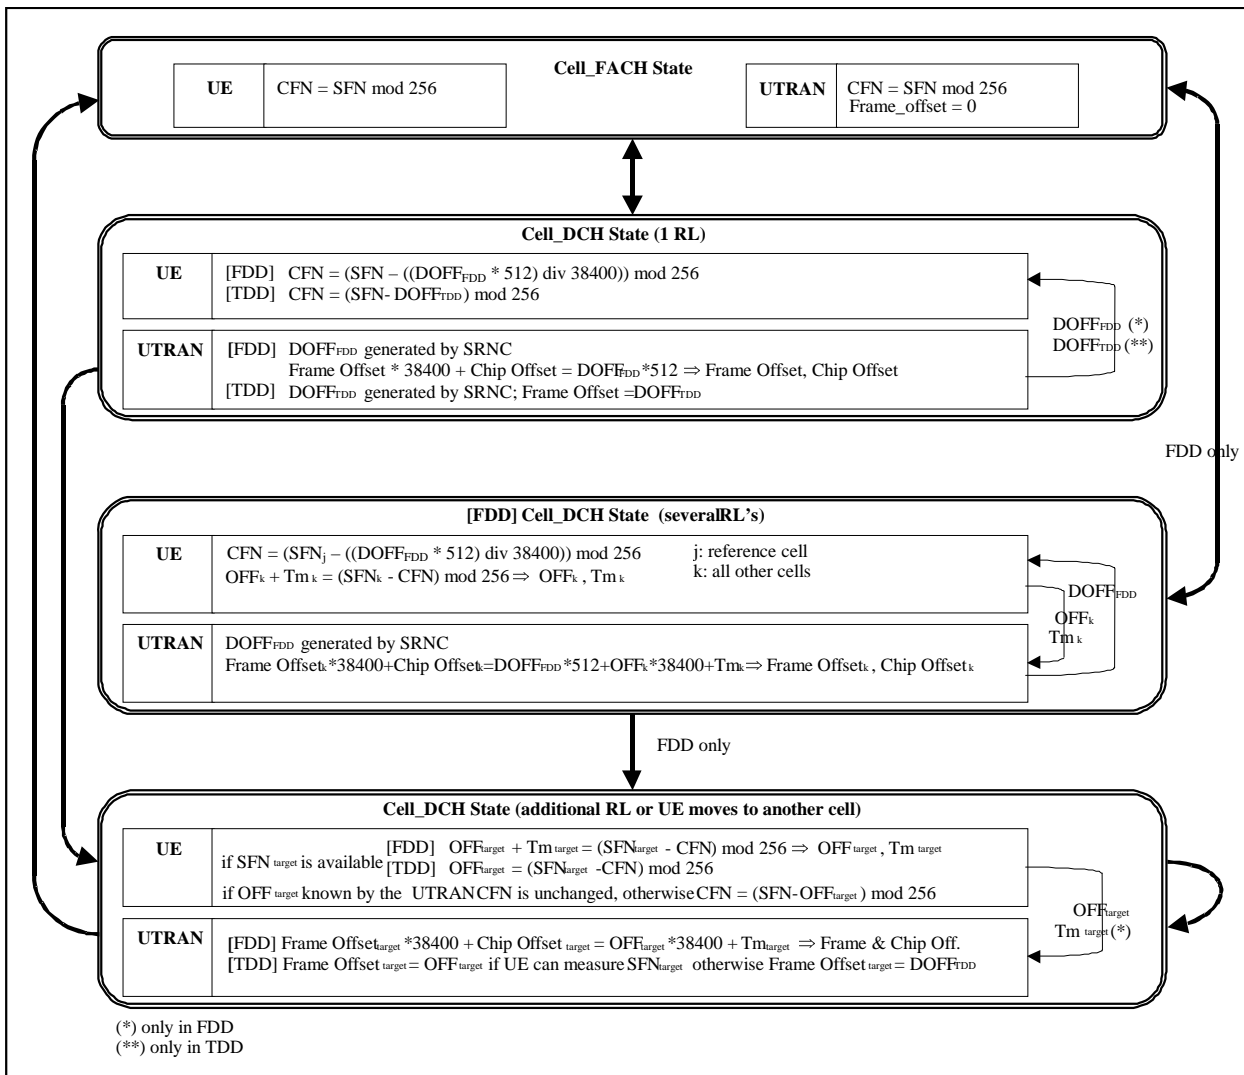 Cell_FACH State
UE CFN = SFN mod 256
UTRAN CFN = SFN mod 256
Frame_offset = 0
Cell_DCH State (1 RL)
UE [FDD] CFN = (SFN – ((DOFFFDD * 512) div 38400)) mod 256
[TDD] CFN = (SFN- DOFFTDD) mod 256
DOFFFDD (*)
DOFFTDD (**)
UTRAN [FDD] DOFFFDD generated by SRNC
Frame Offset * 38400 + Chip Offset = DOFFFDD*512 ⇒ Frame Offset, Chip Offset
[TDD] DOFFTDD generated by SRNC; Frame Offset =DOFFTDD
FDD only
[FDD] Cell_DCH State (severalRL's)
UE CFN = (SFNj – ((DOFFFDD * 512) div 38400)) mod 256 j: reference cell
OFFk + Tmk = (SFNk - CFN) mod 256 ⇒ OFFk , Tmk k: all other cells
DOFFFDD
OFFk
Tmk
UTRAN DOFFFDD generated by SRNC
Frame Offsetk*38400+Chip Offsetk=DOFFFDD*512+OFFk*38400+Tmk⇒ Frame Offsetk, Chip Offsetk
FDD only
Cell_DCH State (additional RL or UE moves to another cell)
UE if SFN target is available [FDD] OFFtarget + Tm target = (SFNtarget - CFN) mod 256 ⇒ OFF target, Tm target
[TDD] OFFtarget = (SFNtarget -CFN) mod 256
if OFF target known by the UTRAN CFN is unchanged, otherwise CFN = (SFN-OFFtarget) mod 256
OFFtarget
Tm target (*)
UTRAN [FDD] Frame Offsettarget *38400 + Chip Offset target = OFFtarget *38400 + Tmtarget ⇒ Frame & Chip Off.
[TDD] Frame Offset target = OFF target if UE can measure SFNtarget otherwise Frame Offset target = DOFFTDD
(*) only in FDD
(**) only in TDD